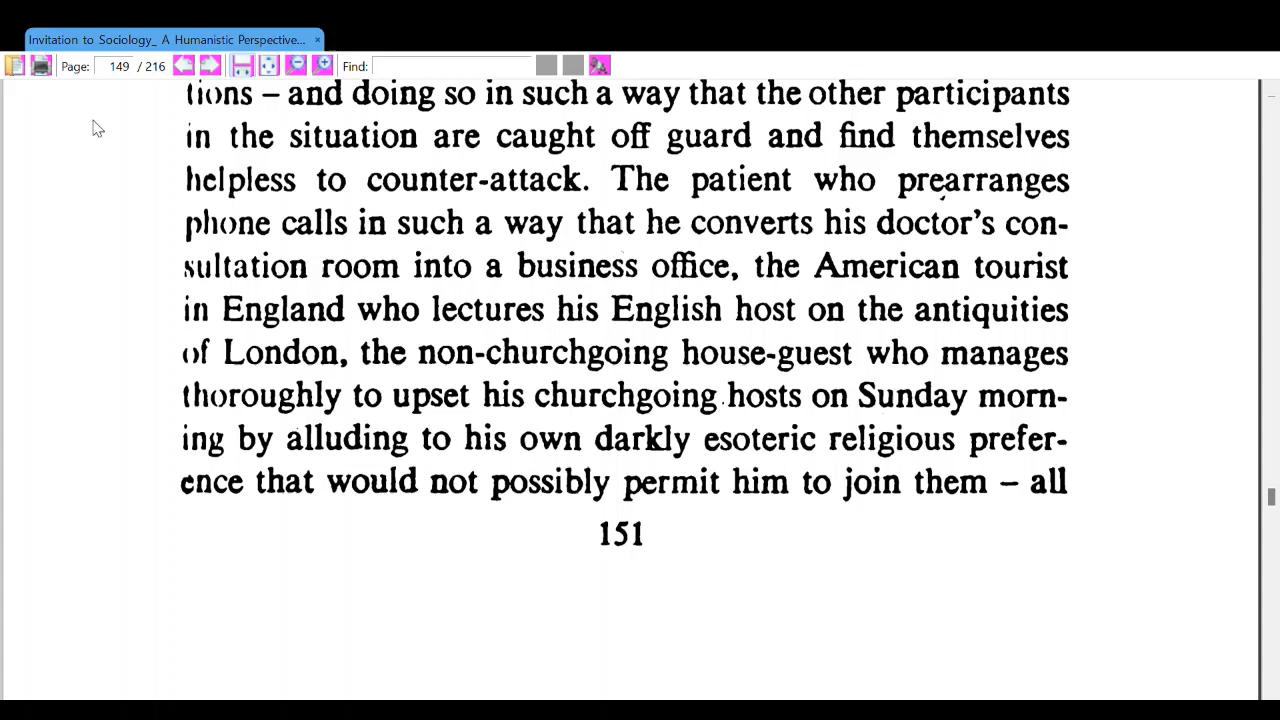 Invitation to Sociology_ A Humanistic Perspective... ×
Page: 149 / 216 Find:
tions – and doing so in such a way that the other participants
in the situation are caught off guard and find themselves
helpless to counter-attack. The patient who prearranges
phone calls in such a way that he converts his doctor's con-
sultation room into a business office, the American tourist
in England who lectures his English host on the antiquities
of London, the non-churchgoing house-guest who manages
thoroughly to upset his churchgoing hosts on Sunday morn-
ing by alluding to his own darkly esoteric religious prefer-
ence that would not possibly permit him to join them – all
151